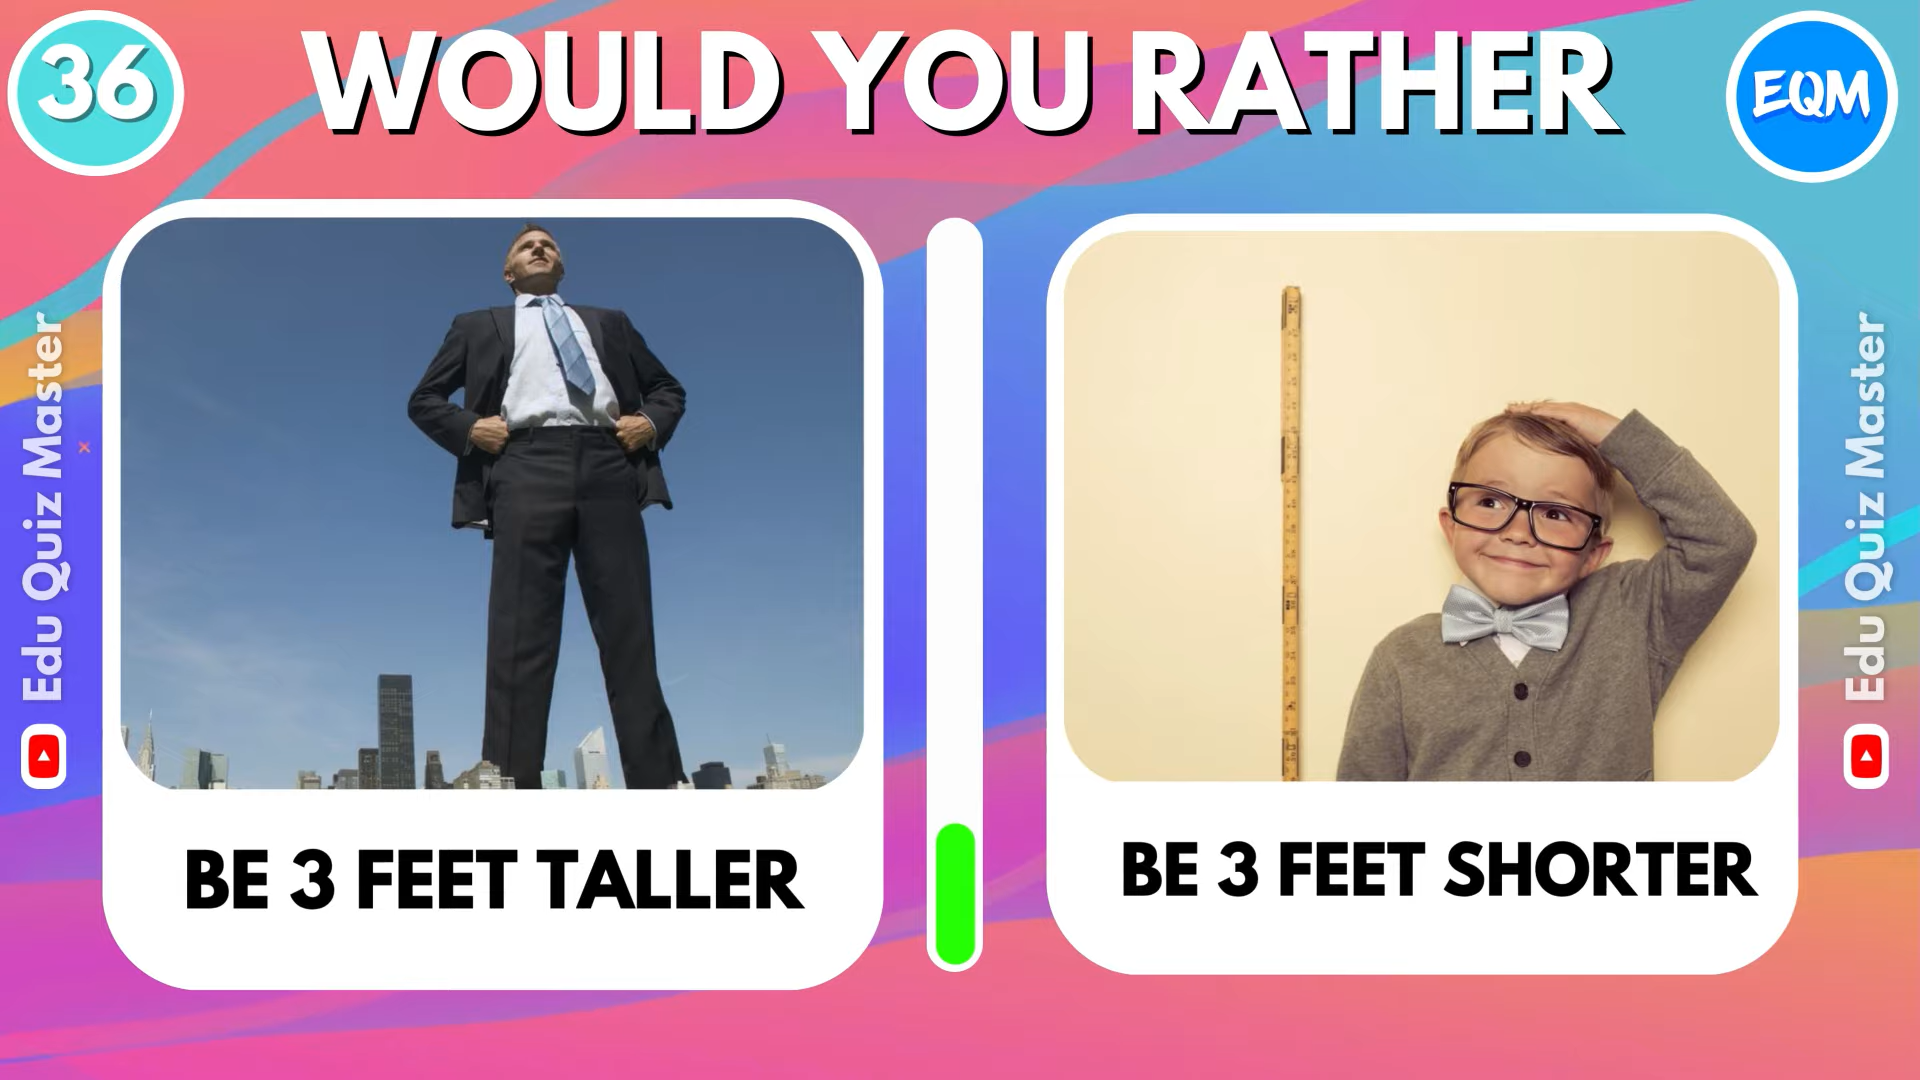 36
WOULD YOU RATHER
EQM
BE 3 FEET TALLER
BE 3 FEET SHORTER
Edu Quiz Master
Edu Quiz Master